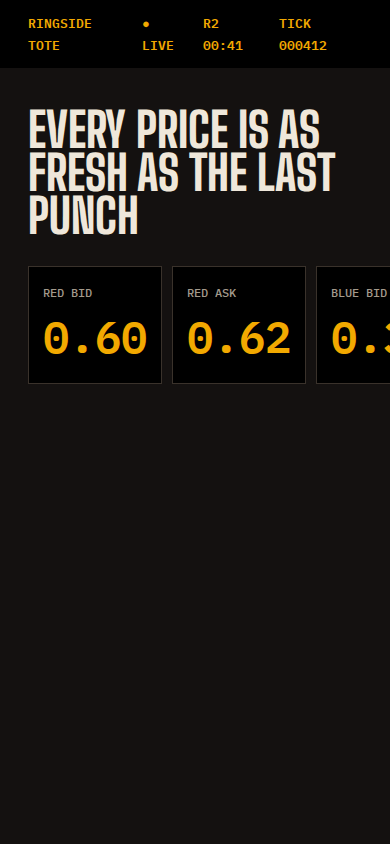 RINGSIDE TOTE
● LIVE
R2 00:41
TICK 000412
EVERY PRICE IS AS
FRESH AS THE LAST
PUNCH
RED BID
0.60
RED ASK
0.62
BLUE BID